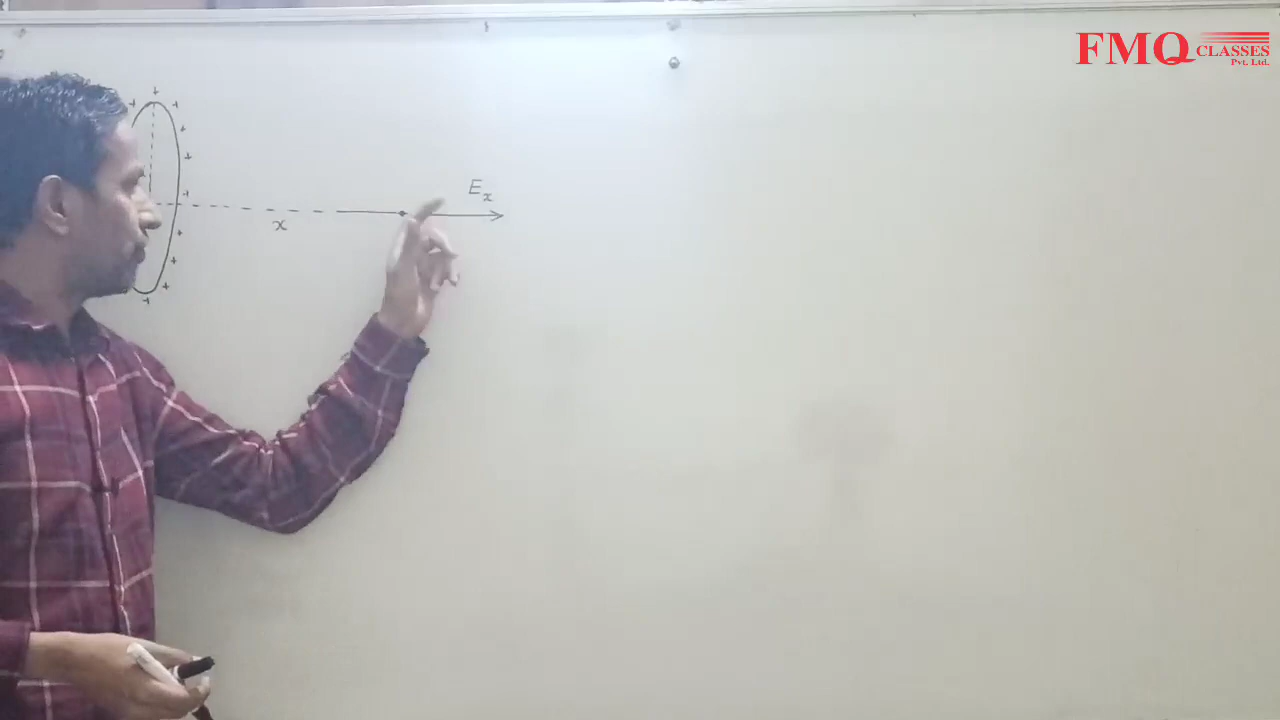 FMQ CLASSES
Pvt. Ltd.
+ + + + + + + + + + +
Eₓ
x